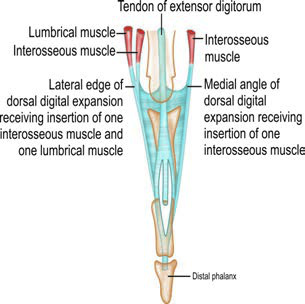 Tendon of extensor digitorum
Lumbrical muscle
Interosseous muscle
Interosseous
muscle
Lateral edge of
dorsal digital expansion
receiving insertion of one
interosseous muscle and
one lumbrical muscle
Medial angle of
dorsal digital
expansion receiving
insertion of one
interosseous muscle
Distal phalanx